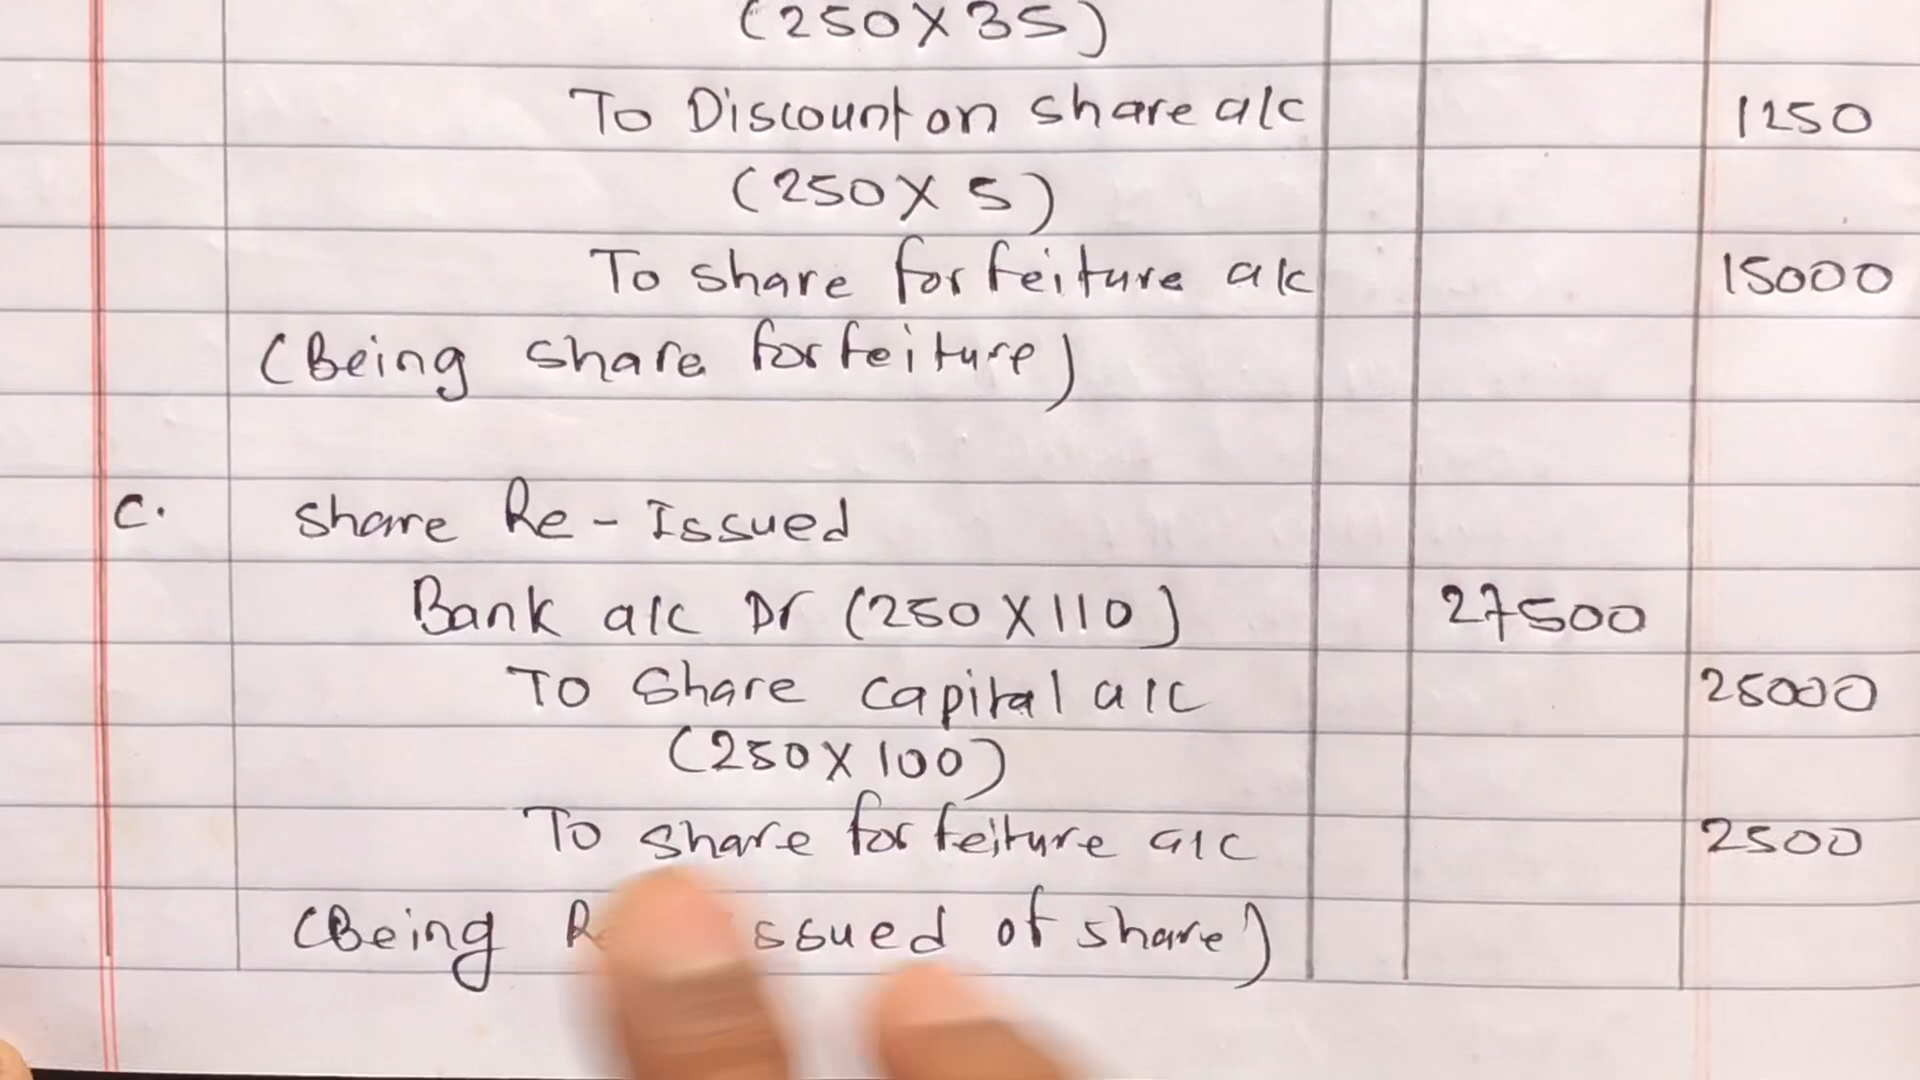 (250X35)
To Discount on share a/c 1250
(250X 5)
To share forfeiture a/c 15000
(Being share forfeiture)
C. share Re-Issued
Bank a/c Dr (250X110) 27500
To Share capital a/c 25000
(250X100)
To share forfeiture a/c 2500
(Being issued of share)